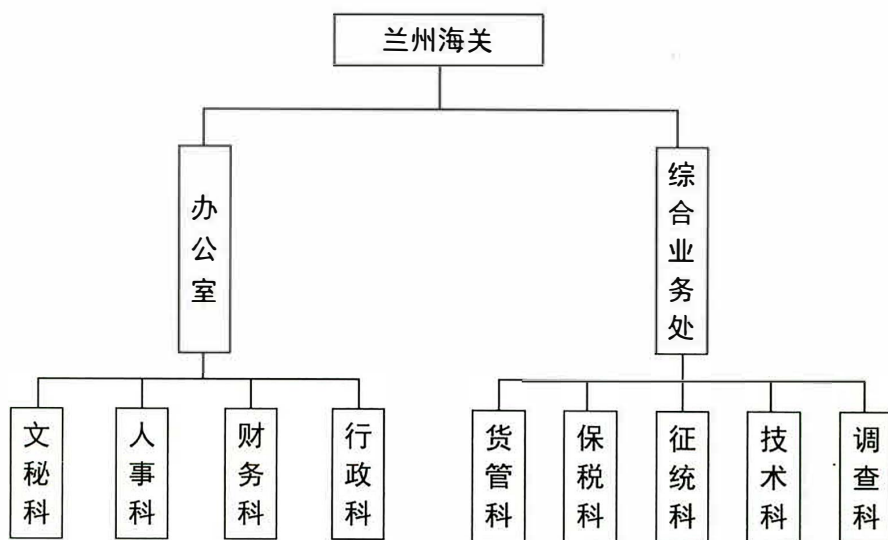 兰州海关
办公室
综合业务处
文秘科
人事科
财务科
行政科
货管科
保税科
征统科
技术科
调查科